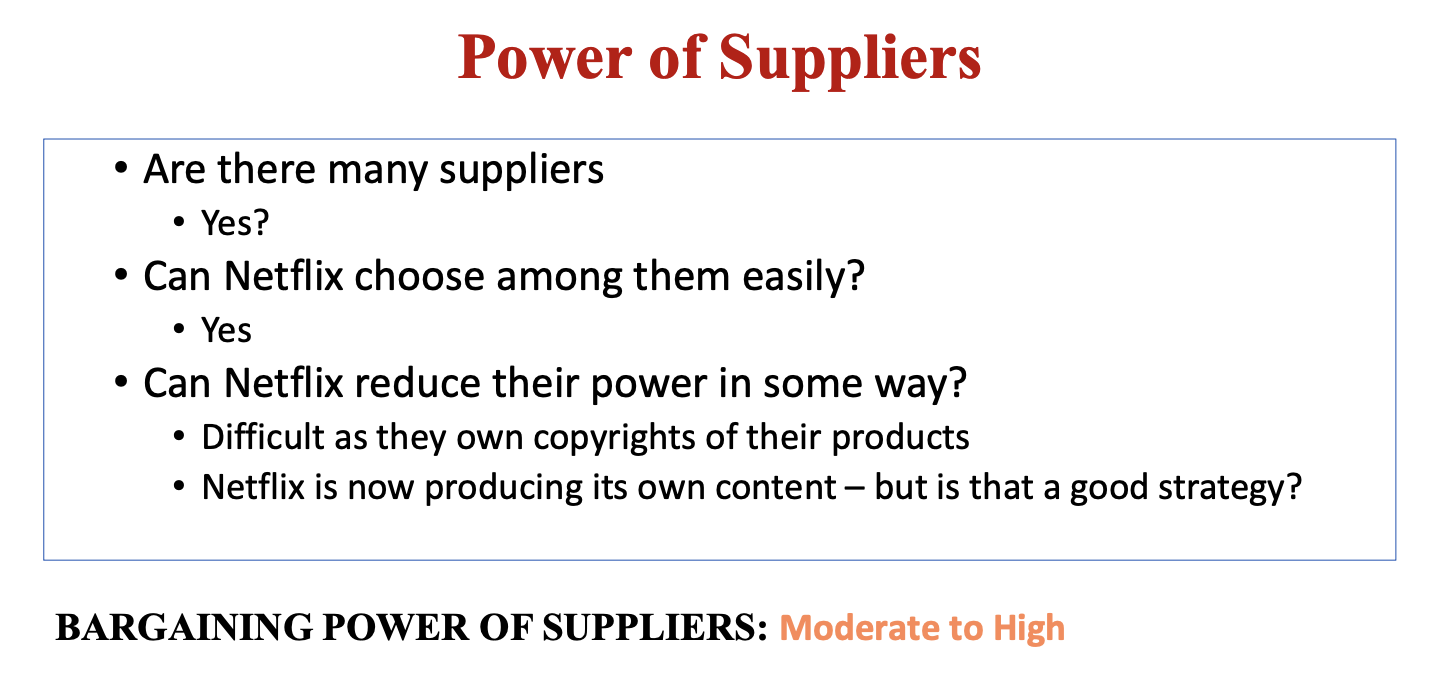 Power of Suppliers
• Are there many suppliers
• Yes?
• Can Netflix choose among them easily?
• Yes
• Can Netflix reduce their power in some way?
• Difficult as they own copyrights of their products
• Netflix is now producing its own content – but is that a good strategy?
BARGAINING POWER OF SUPPLIERS: Moderate to High